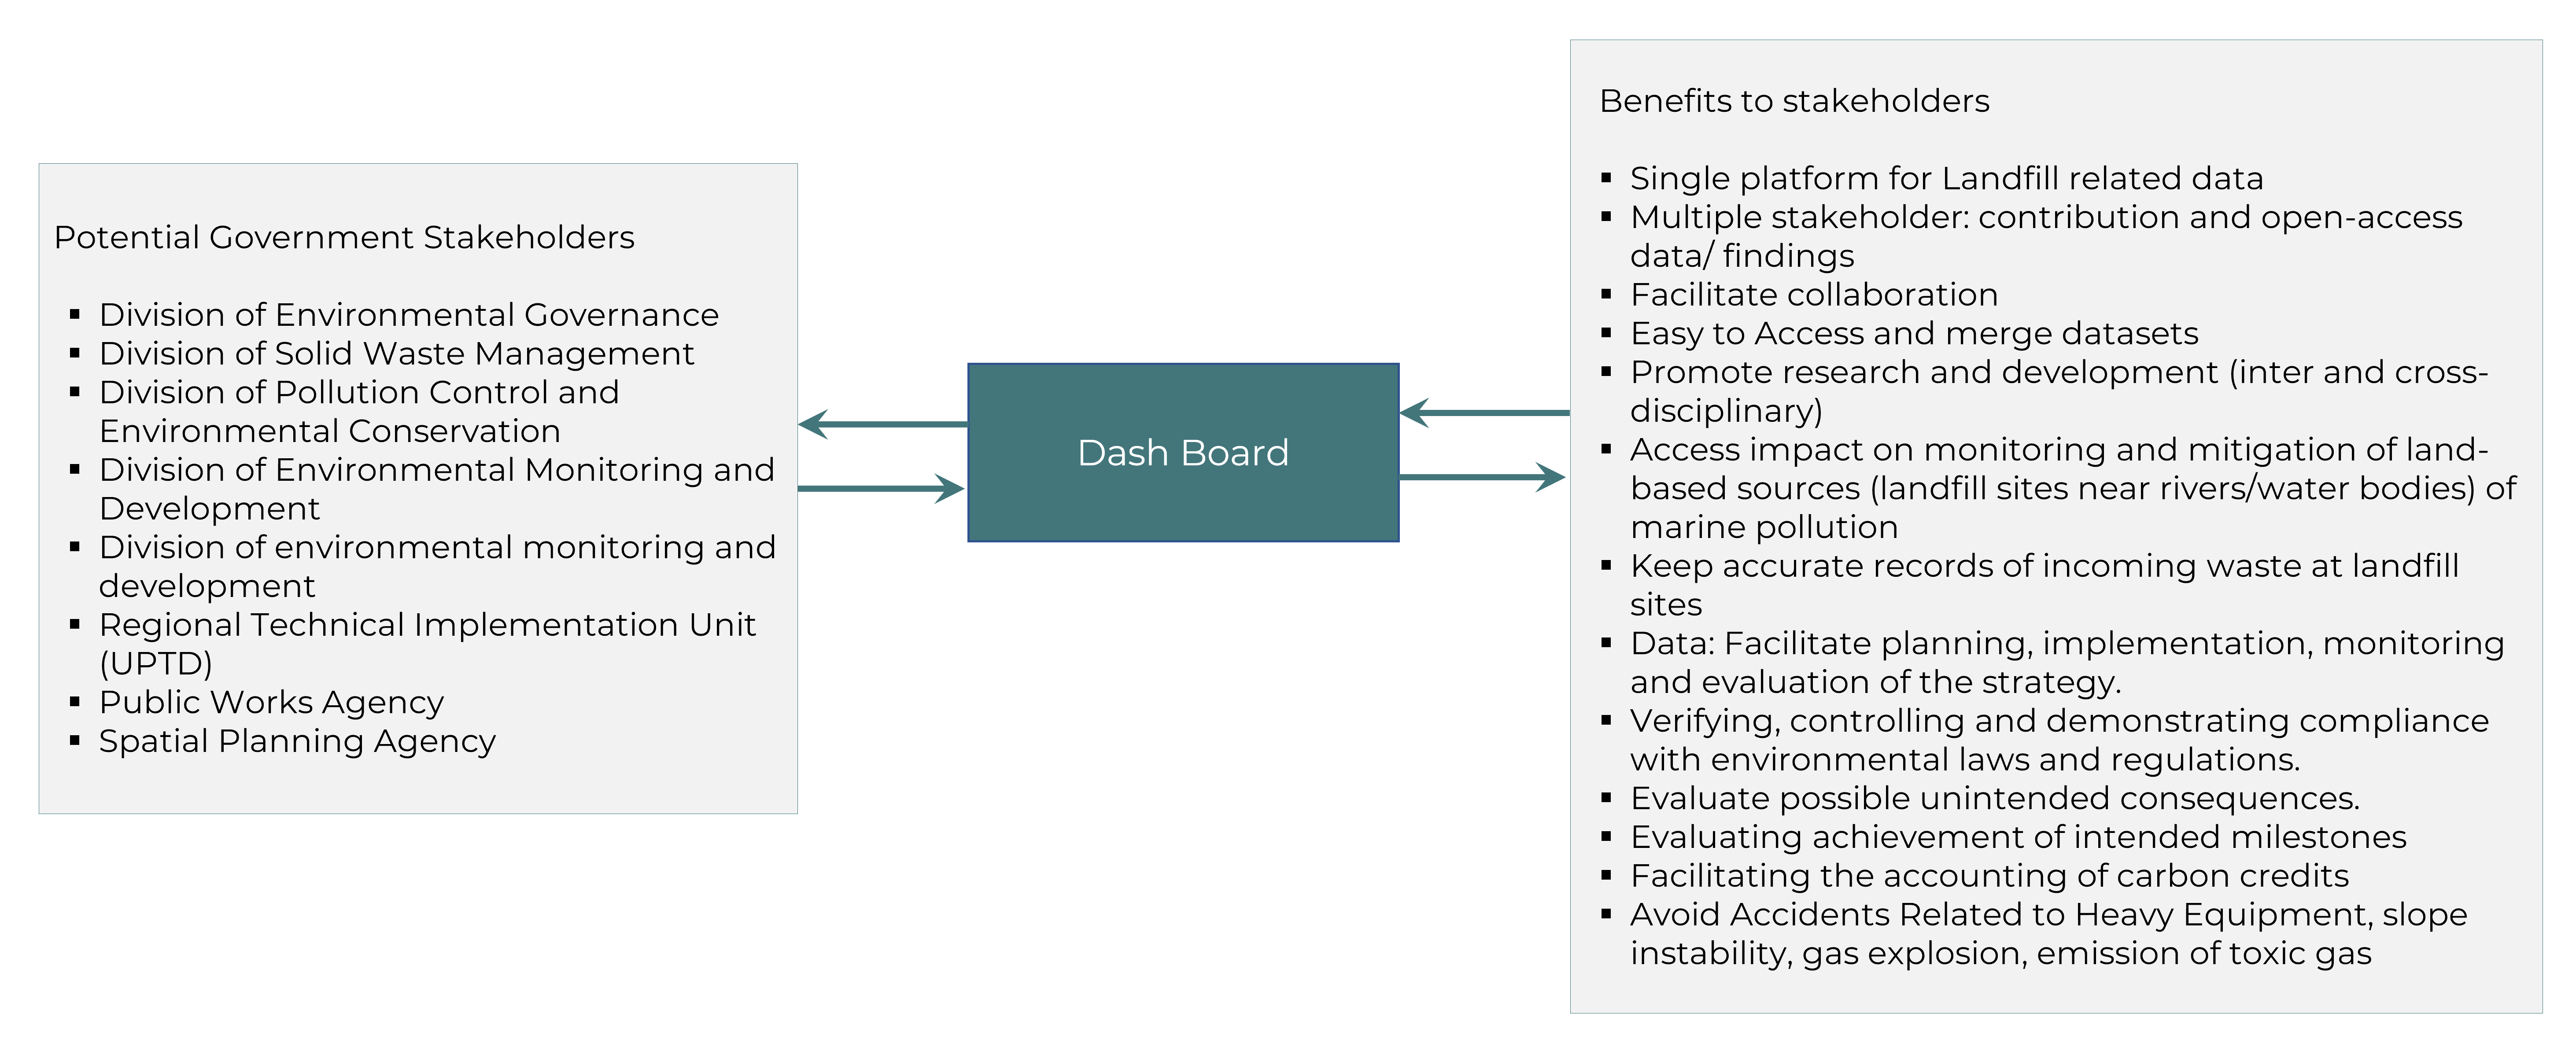 Potential Government Stakeholders
▪ Division of Environmental Governance
▪ Division of Solid Waste Management
▪ Division of Pollution Control and
Environmental Conservation
▪ Division of Environmental Monitoring and
Development
▪ Division of environmental monitoring and
development
▪ Regional Technical Implementation Unit
(UPTD)
▪ Public Works Agency
▪ Spatial Planning Agency
Dash Board
Benefits to stakeholders
▪ Single platform for Landfill related data
▪ Multiple stakeholder: contribution and open-access
data/ findings
▪ Facilitate collaboration
▪ Easy to Access and merge datasets
▪ Promote research and development (inter and cross-
disciplinary)
▪ Access impact on monitoring and mitigation of land-
based sources (landfill sites near rivers/water bodies) of
marine pollution
▪ Keep accurate records of incoming waste at landfill
sites
▪ Data: Facilitate planning, implementation, monitoring
and evaluation of the strategy.
▪ Verifying, controlling and demonstrating compliance
with environmental laws and regulations.
▪ Evaluate possible unintended consequences.
▪ Evaluating achievement of intended milestones
▪ Facilitating the accounting of carbon credits
▪ Avoid Accidents Related to Heavy Equipment, slope
instability, gas explosion, emission of toxic gas